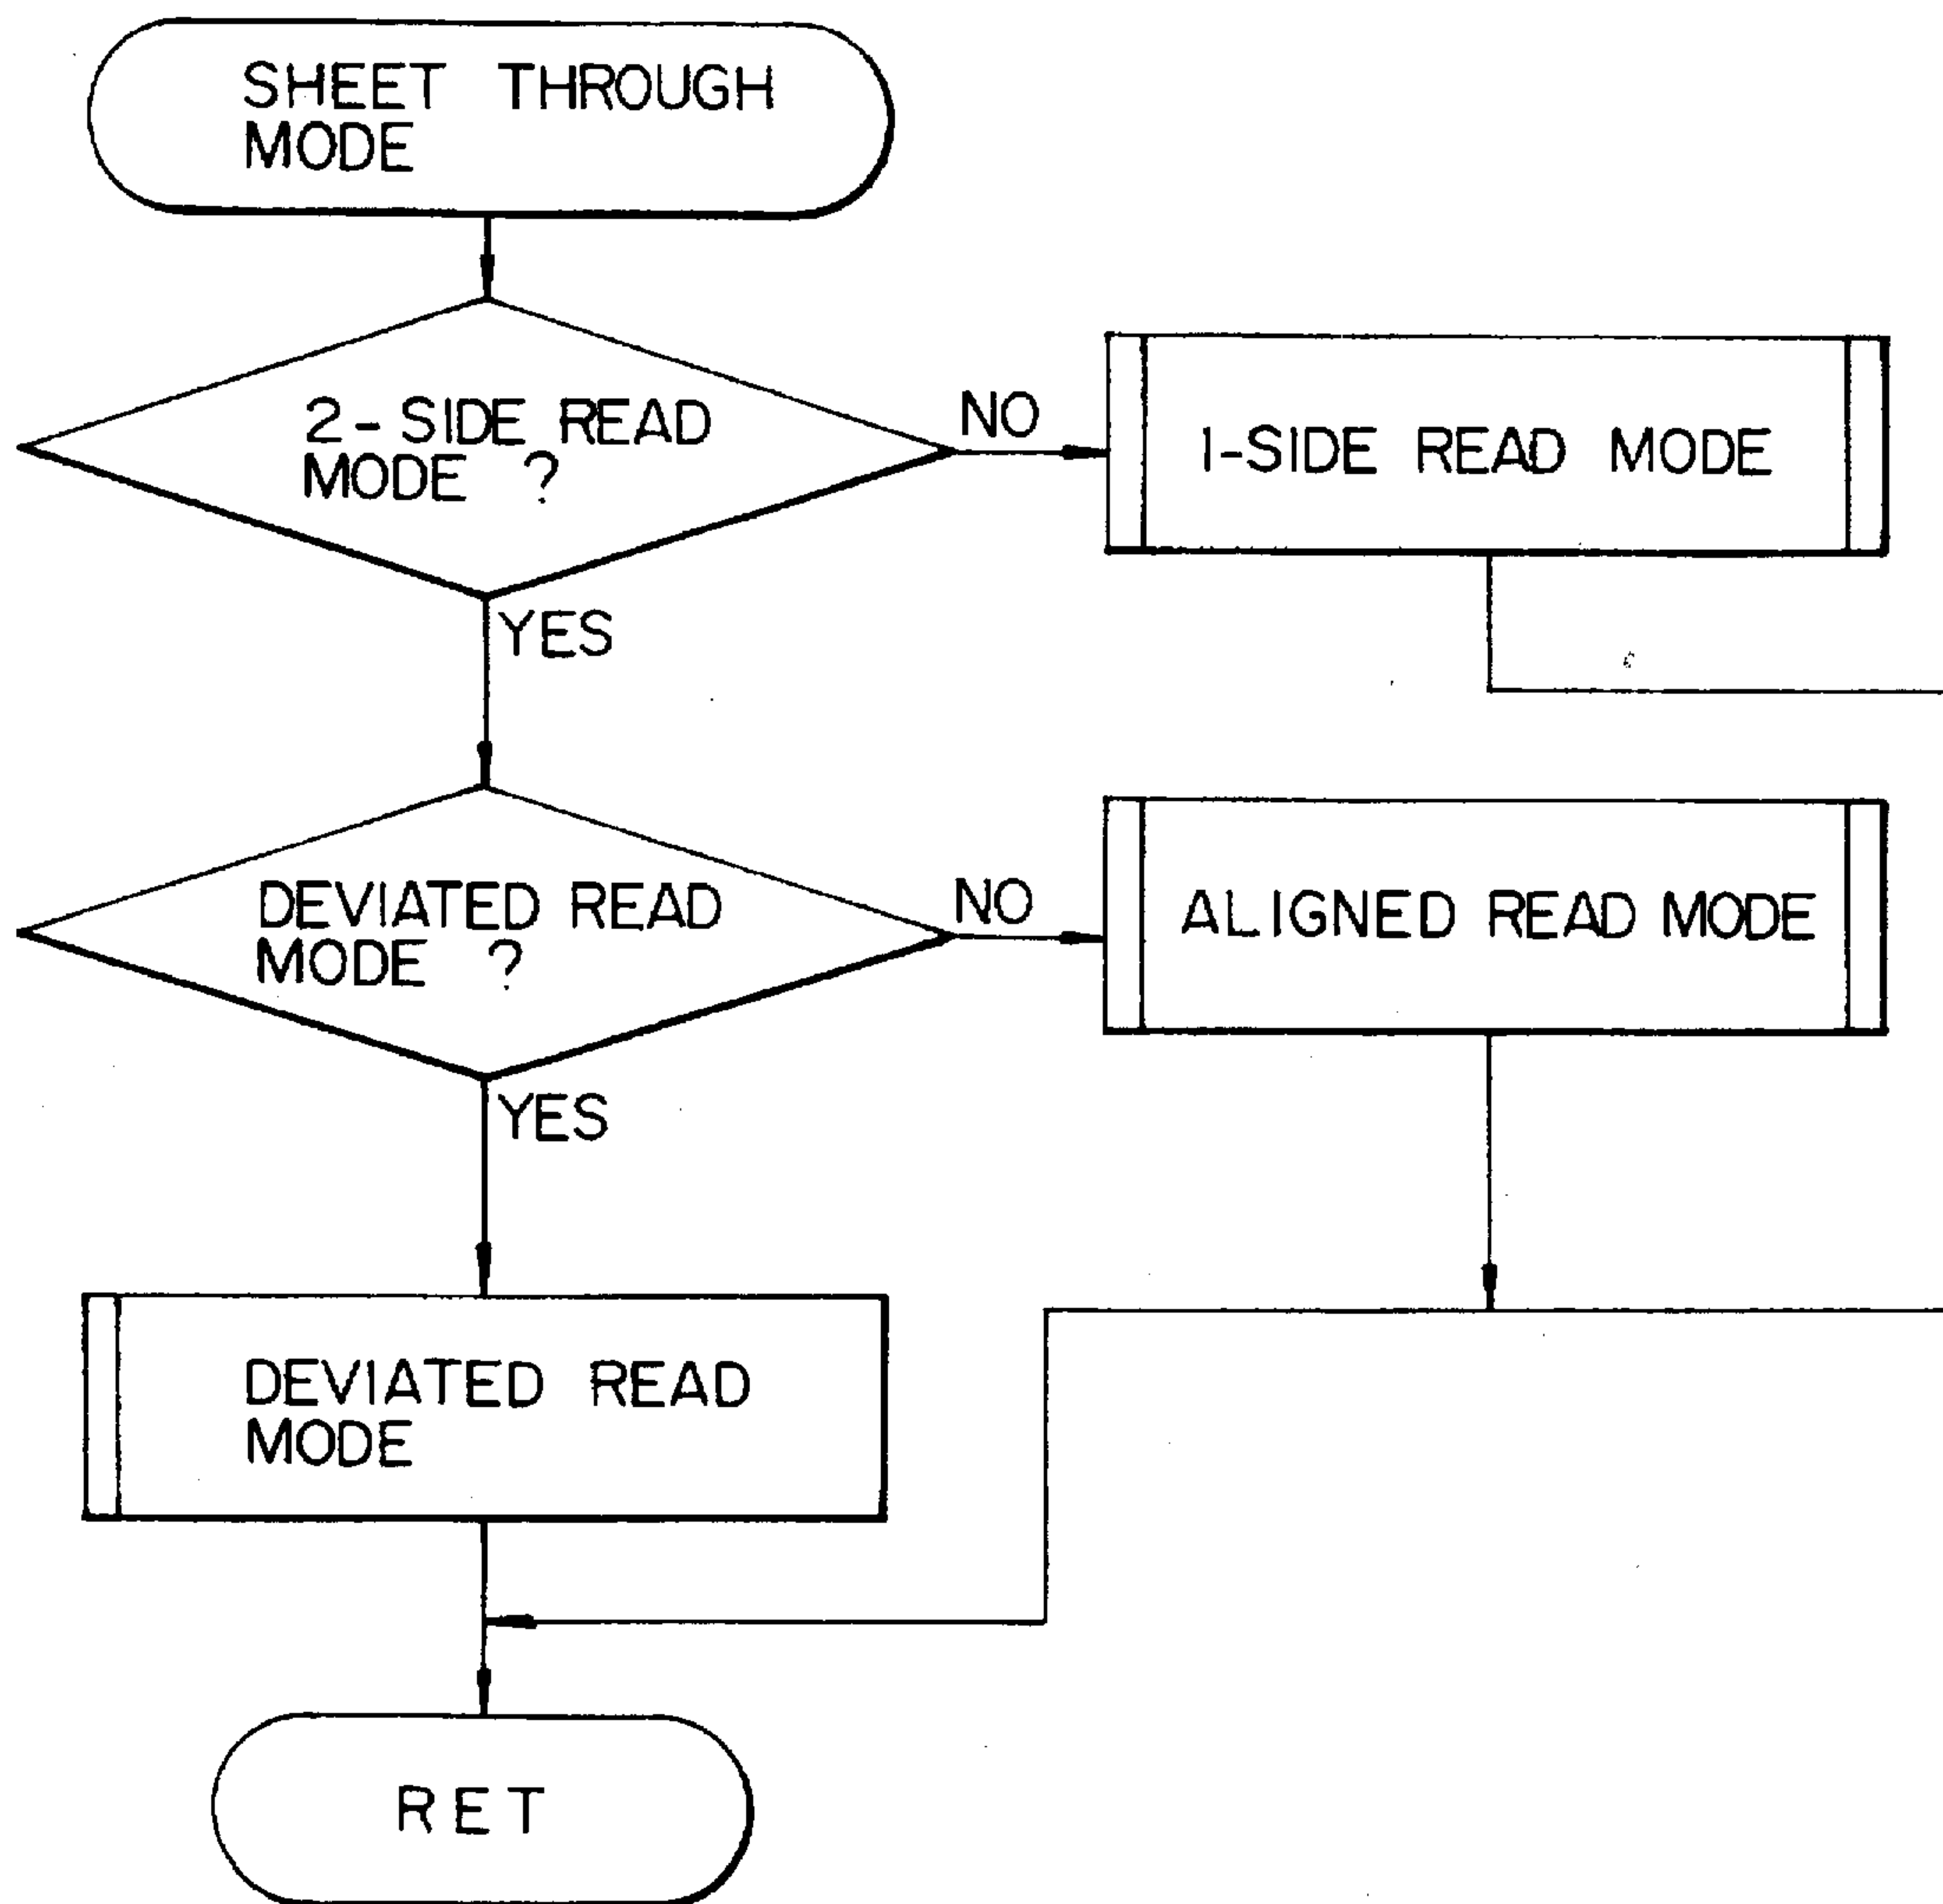 SHEET THROUGH
MODE
2-SIDE READ
MODE ?
NO
1-SIDE READ MODE
YES
DEVIATED READ
MODE ?
NO
ALIGNED READ MODE
YES
DEVIATED READ
MODE
RET